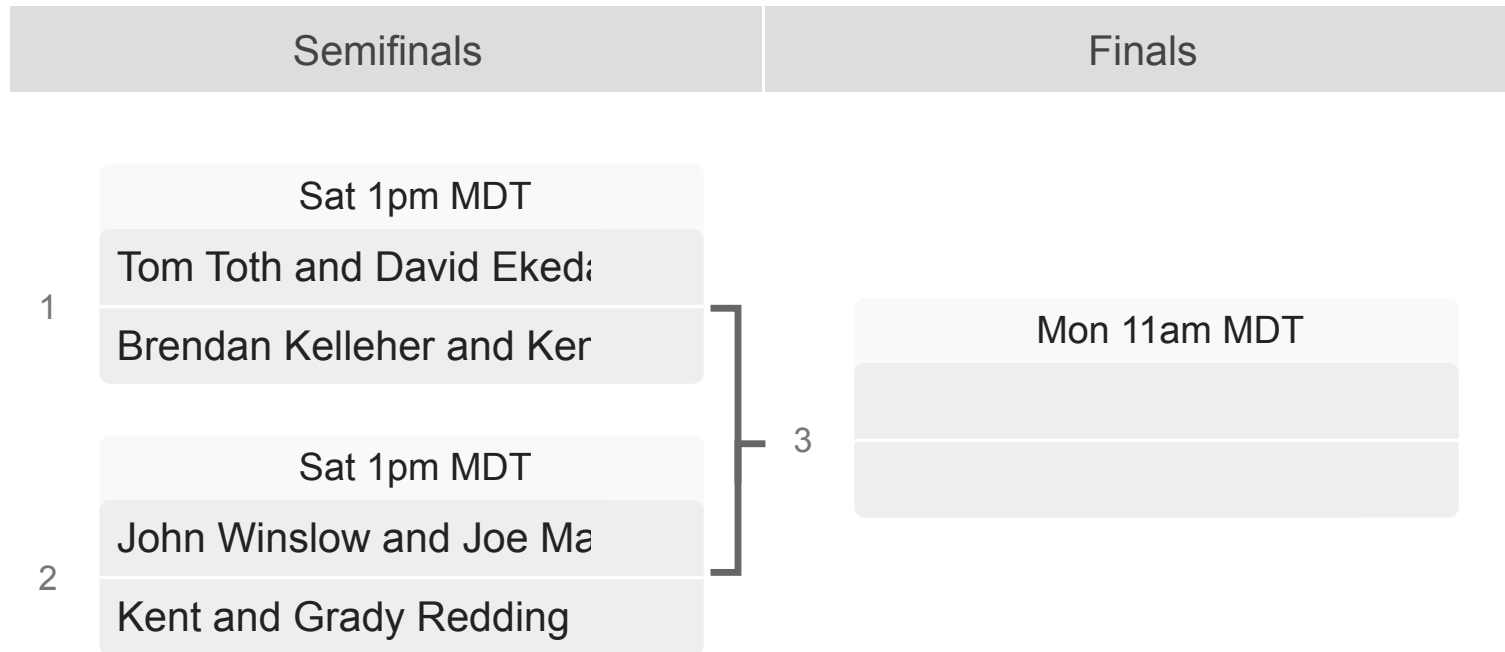 Semifinals
Finals
Sat 1pm MDT
Tom Toth and David
1
Brendan Kelleher and
Sat 1pm MDT
John Winslow and Joe
2
Kent and Grady Redding
Mon 11am MDT
3